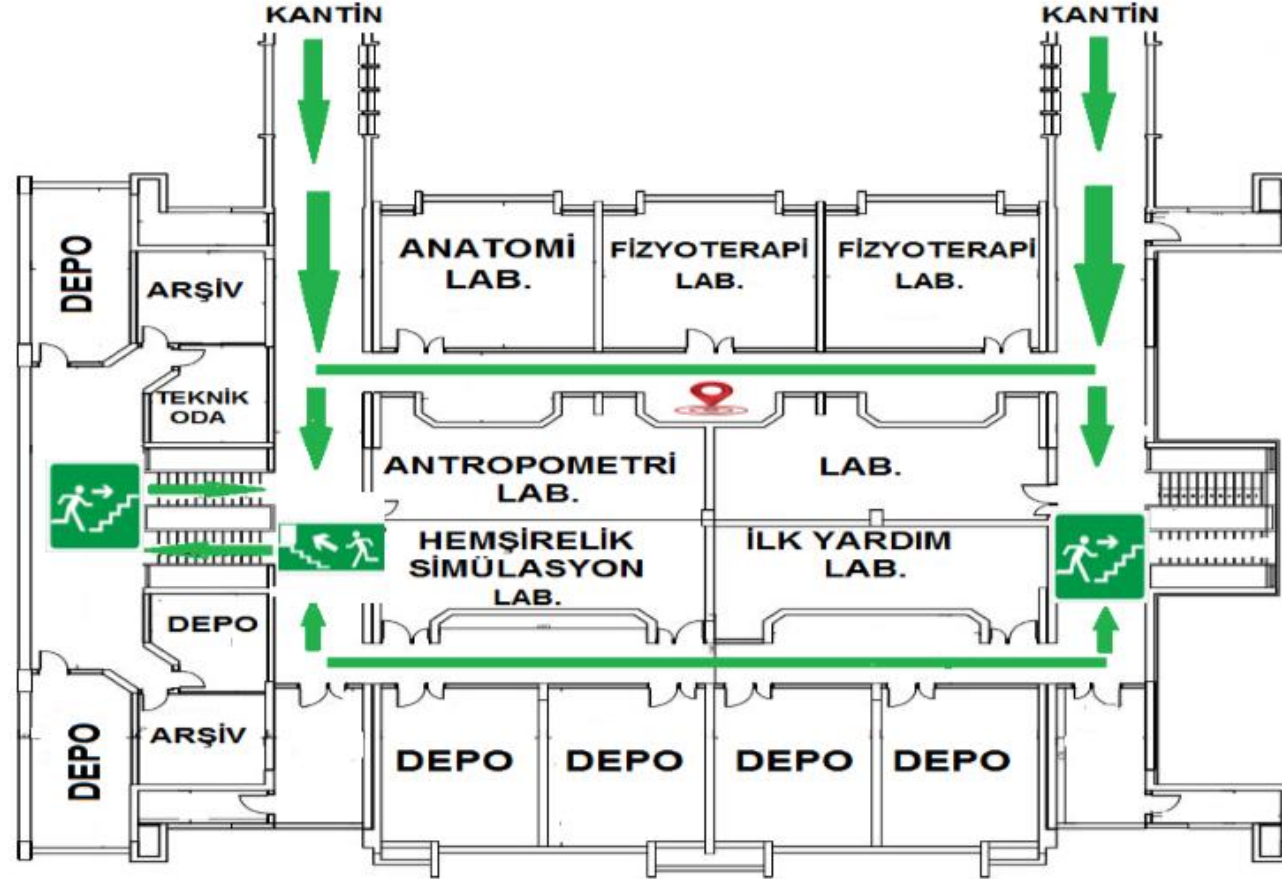 KANTİN
KANTİN
DEPO
ARŞİV
ANATOMİ
LAB.
FİZYOTERAPİ
LAB.
FİZYOTERAPİ
LAB.
TEKNİK
ODA
ANTROPOMETRİ
LAB.
LAB.
HEMŞİRELİK
SİMÜLASYON
LAB.
İLK YARDIM
LAB.
DEPO
DEPO
ARŞİV
DEPO
DEPO
DEPO
DEPO